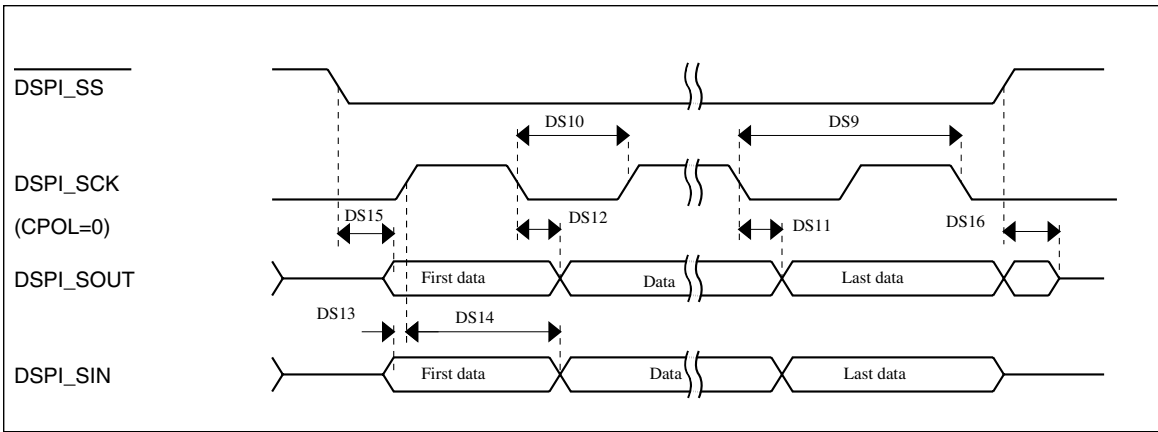 DSPI_SS
DS10
DS9
DSPI_SCK
(CPOL=0)
DS15
DS12
DS11
DS16
DSPI_SOUT
First data
Data
Last data
DS13
DS14
DSPI_SIN
First data
Data
Last data